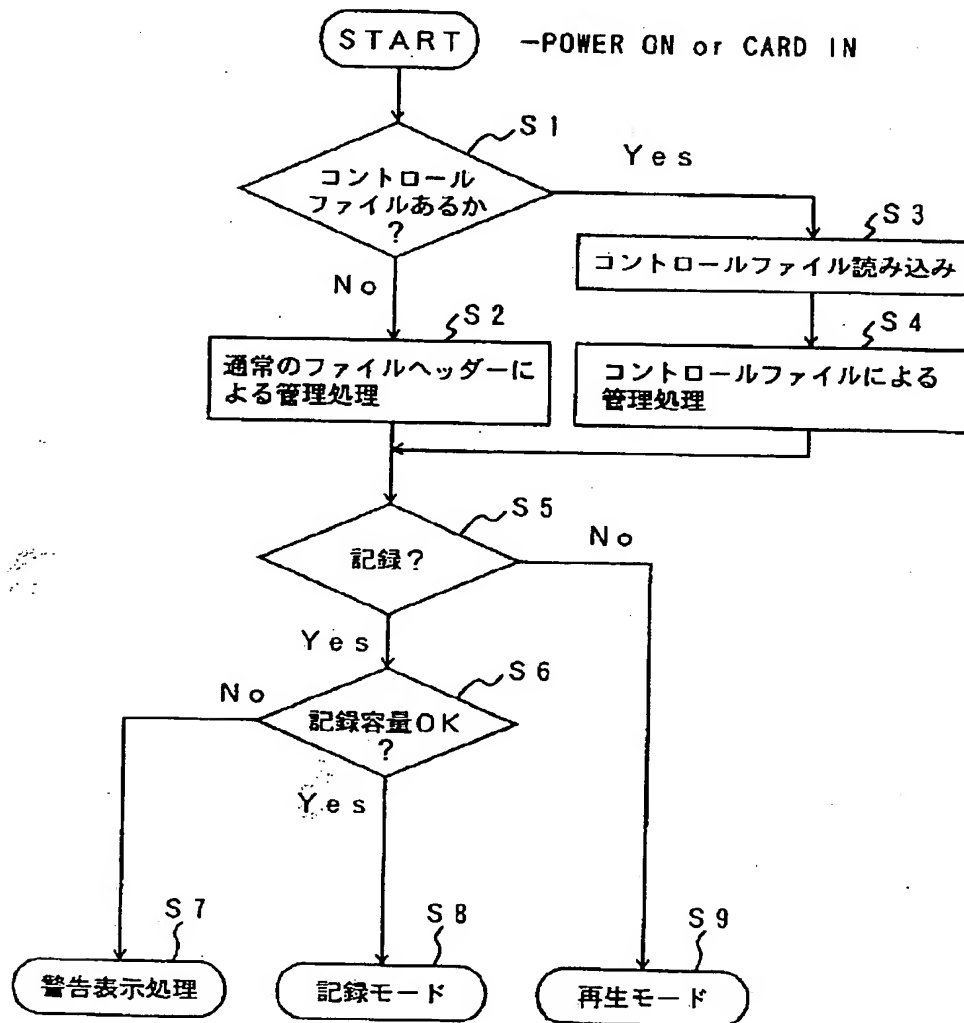 START
-POWER ON or CARD IN
S1
コントロール
ファイルあるか
?
Yes
No
S3
コントロールファイル読み込み
S2
通常のファイルヘッダーに
よる管理処理
S4
コントロールファイルによる
管理処理
S5
記録?
No
Yes
S6
記録容量OK
?
No
Yes
S7
警告表示処理
S8
記録モード
S9
再生モード